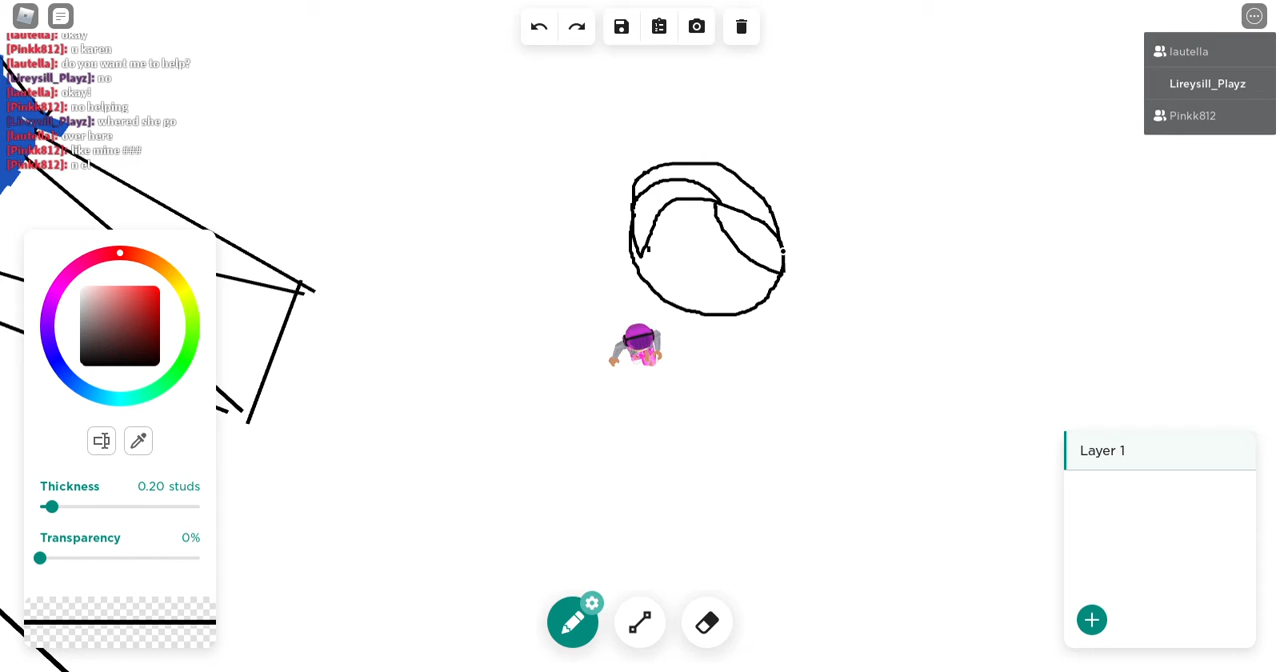 [lautella]: okay
[Pinkk812]: u karen
[lautella]: do you want me to help?
[Lireysill_Playz]: no
[lautella]: okay!
[Pinkk812]: no helping
[Lireysill_Playz]: whered she go
[lautella]: over here
[Pinkk812]: like mine ###
[Pinkk812]:
lautella
Lireysill_Playz
Pinkk812
Thickness 0.20 studs
Transparency 0%
Layer 1